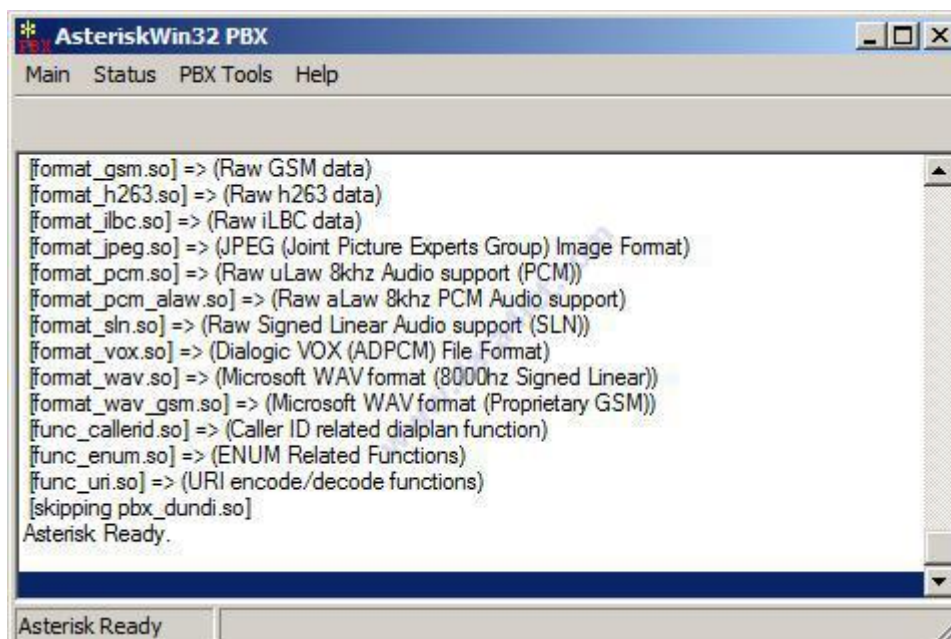 PBX AsteriskWin32 PBX
Main Status PBX Tools Help
[format_gsm.so] => (Raw GSM data)
[format_h263.so] => (Raw h263 data)
[format_ilbc.so] => (Raw iLBC data)
[format_jpeg.so] => (JPEG (Joint Picture Experts Group) Image Format)
[format_pcm.so] => (Raw uLaw 8khz Audio support (PCM))
[format_pcm_alaw.so] => (Raw aLaw 8khz PCM Audio support)
[format_sln.so] => (Raw Signed Linear Audio support (SLN))
[format_vox.so] => (Dialogic VOX (ADPCM) File Format)
[format_wav.so] => (Microsoft WAV format (8000hz Signed Linear))
[format_wav_gsm.so] => (Microsoft WAV format (Proprietary GSM))
[func_callerid.so] => (Caller ID related dialplan function)
[func_enum.so] => (ENUM Related Functions)
[func_uri.so] => (URI encode/decode functions)
[skipping pbx_dundi.so]
Asterisk Ready.
Asterisk Ready